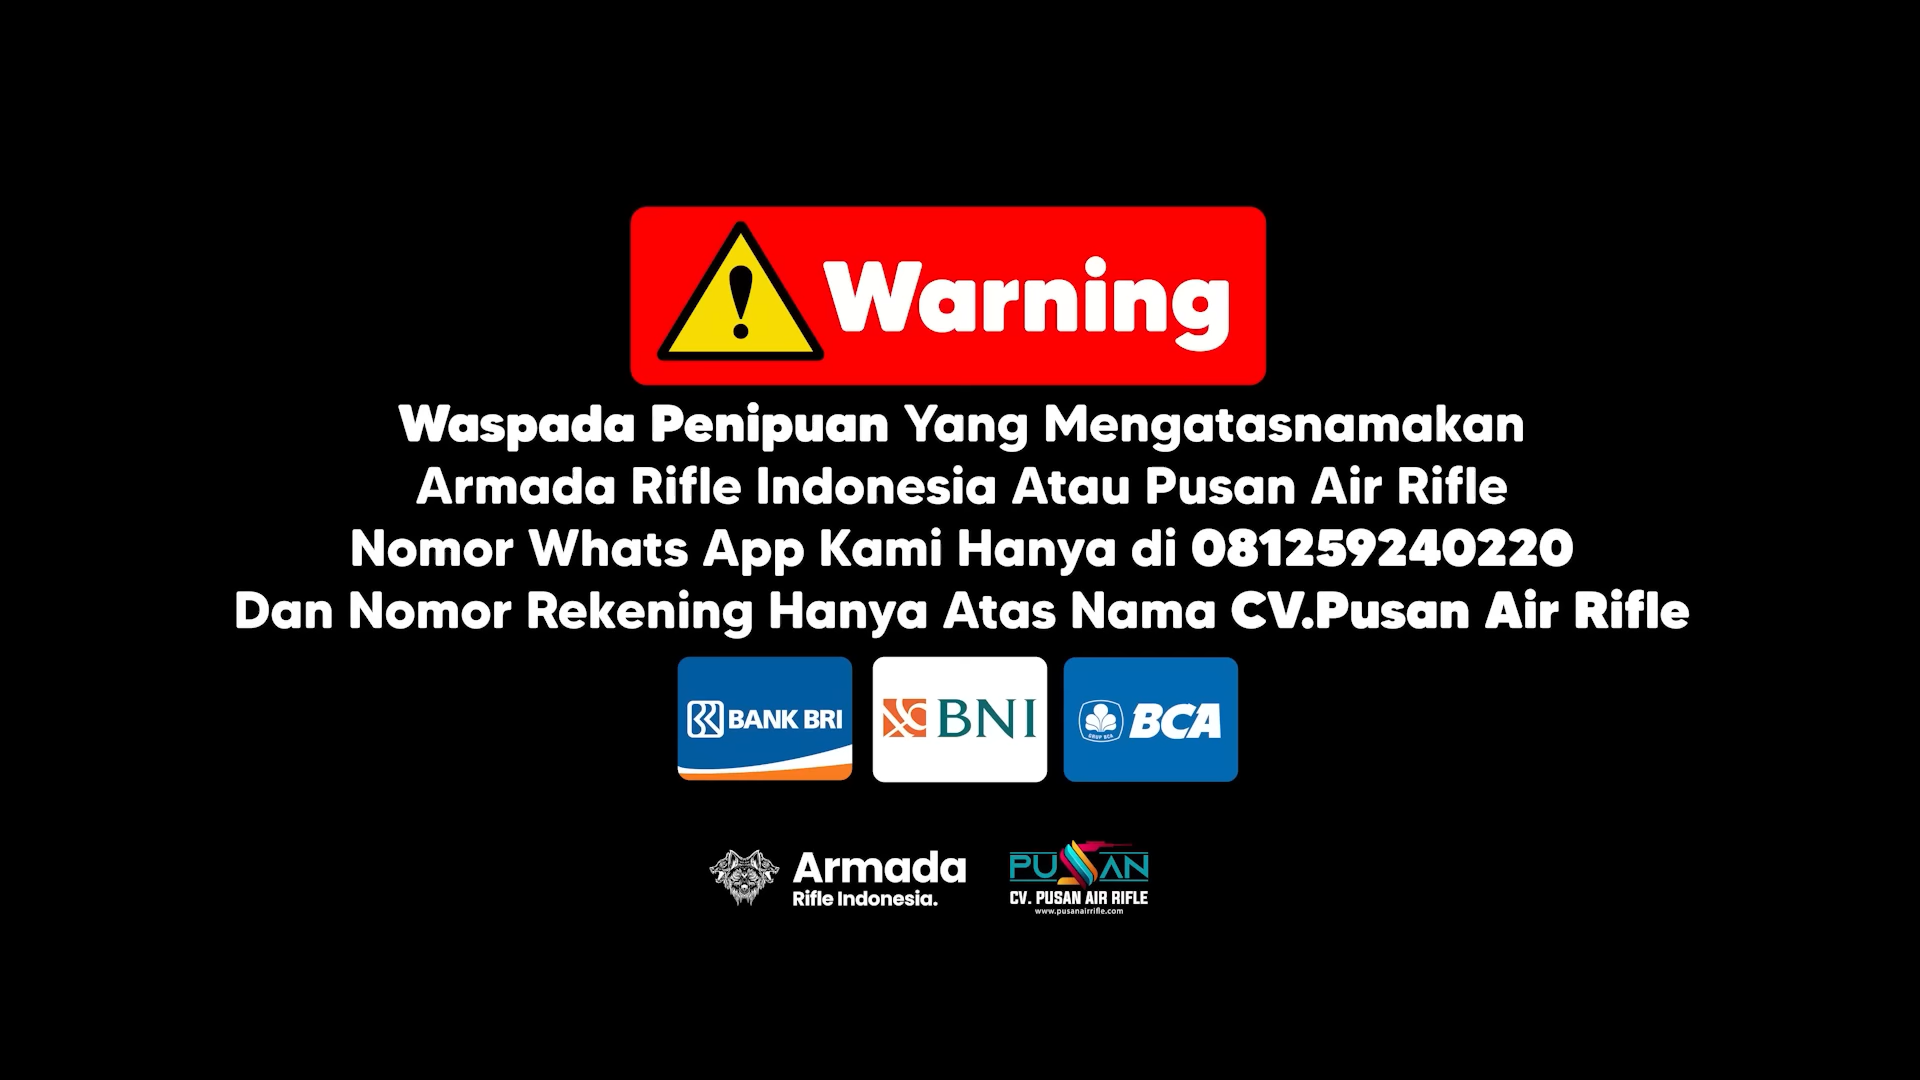 Warning
Waspada Penipuan Yang Mengatasnamakan
Armada Rifle Indonesia Atau Pusan Air Rifle
Nomor Whats App Kami Hanya di 081259240220
Dan Nomor Rekening Hanya Atas Nama CV.Pusan Air Rifle
BANK BRI
BNI
GRUP BCA
BCA
Armada
Rifle Indonesia.
PUSAN
CV. PUSAN AIR RIFLE
www.pusanairrifle.com